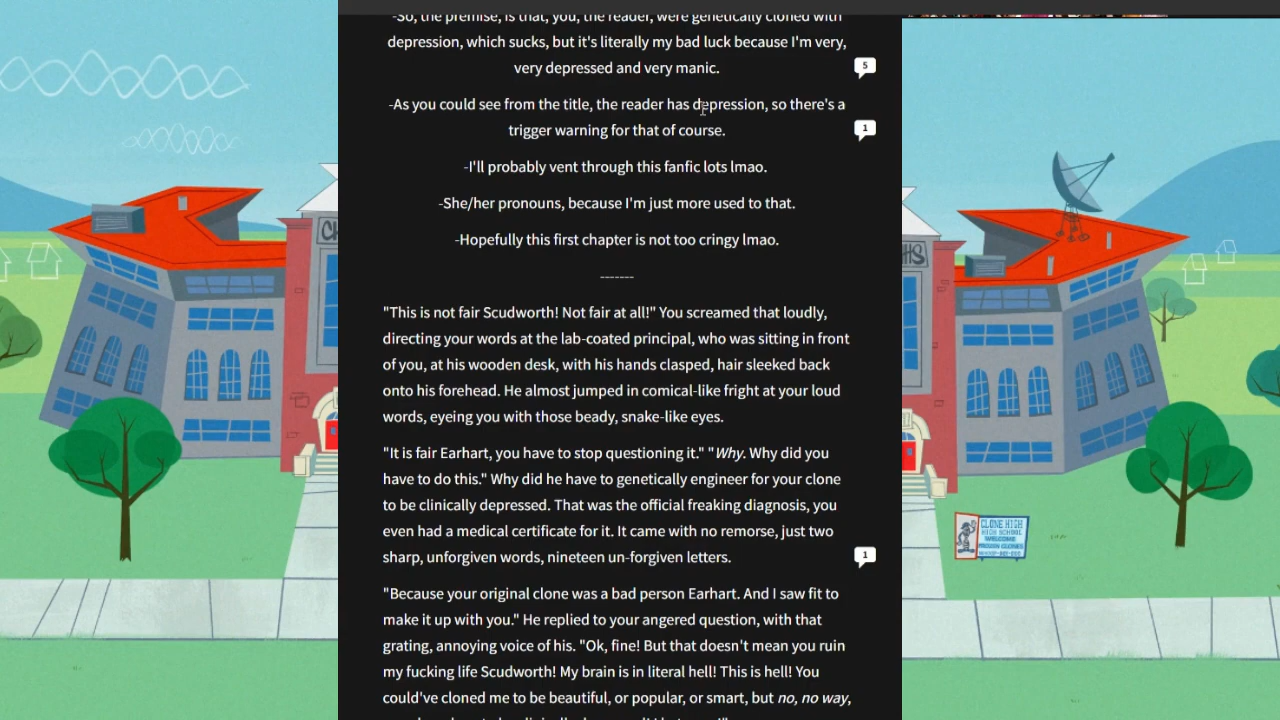 -So, the premise, is that, you, the reader, were genetically cloned with
depression, which sucks, but it's literally my bad luck because I'm very,
very depressed and very manic.
5
-As you could see from the title, the reader has depression, so there's a
trigger warning for that of course.
1
-I'll probably vent through this fanfic lots lmao.
-She/her pronouns, because I'm just more used to that.
-Hopefully this first chapter is not too cringy lmao.
-------
"This is not fair Scudworth! Not fair at all!" You screamed that loudly,
directing your words at the lab-coated principal, who was sitting in front
of you, at his wooden desk, with his hands clasped, hair sleeked back
onto his forehead. He almost jumped in comical-like fright at your loud
words, eyeing you with those beady, snake-like eyes.
"It is fair Earhart, you have to stop questioning it." "Why. Why did you
have to do this." Why did he have to genetically engineer for your clone
to be clinically depressed. That was the official freaking diagnosis, you
even had a medical certificate for it. It came with no remorse, just two
sharp, unforgiven words, nineteen un-forgiven letters.
1
"Because your original clone was a bad person Earhart. And I saw fit to
make it up with you." He replied to your angered question, with that
grating, annoying voice of his. "Ok, fine! But that doesn't mean you ruin
my fucking life Scudworth! My brain is in literal hell! This is hell! You
could've cloned me to be beautiful, or popular, or smart, but no, no way,
CLONE HIGH
HIGH SCHOOL
WELCOME